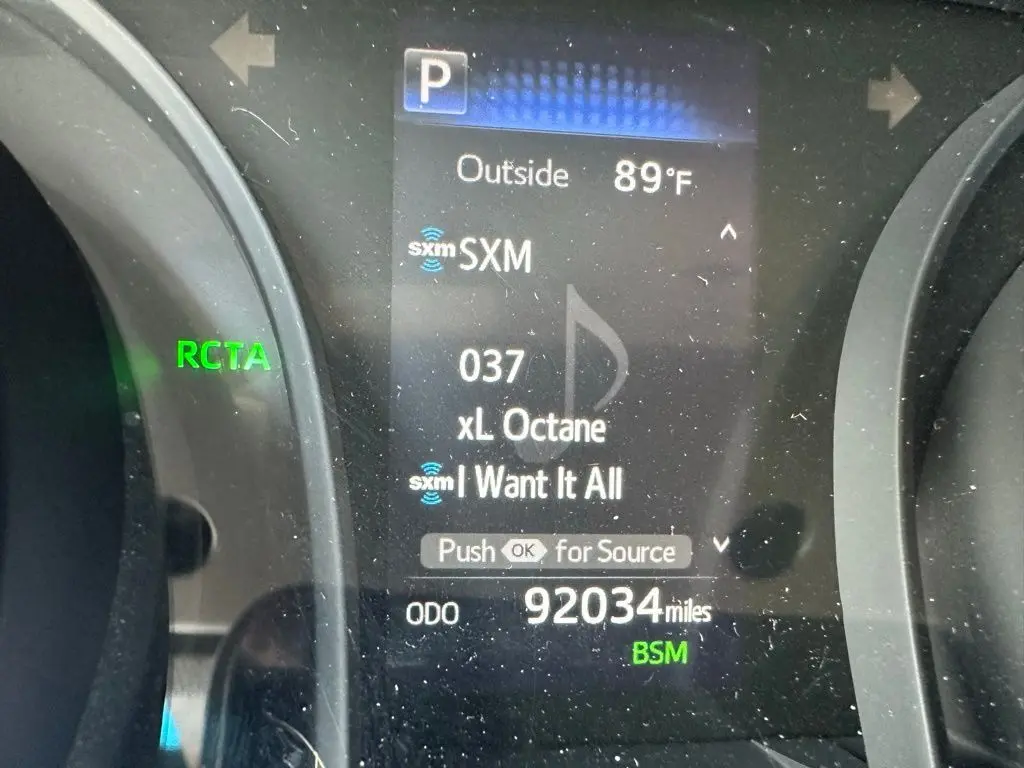 P
Outside 89°F
sxm SXM
RCTA
037
xL Octane
sxm I Want It All
Push OK for Source
ODO 92034 miles
BSM